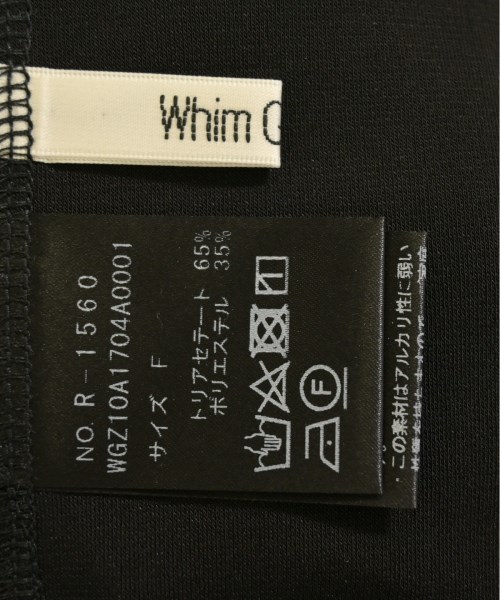 Whim G
NO. R-1560
WGZ10A1704A0001
サイズ F
トリアセテート 65%
ポリエステル 35%
F
・この素材はアルカリ性に弱い